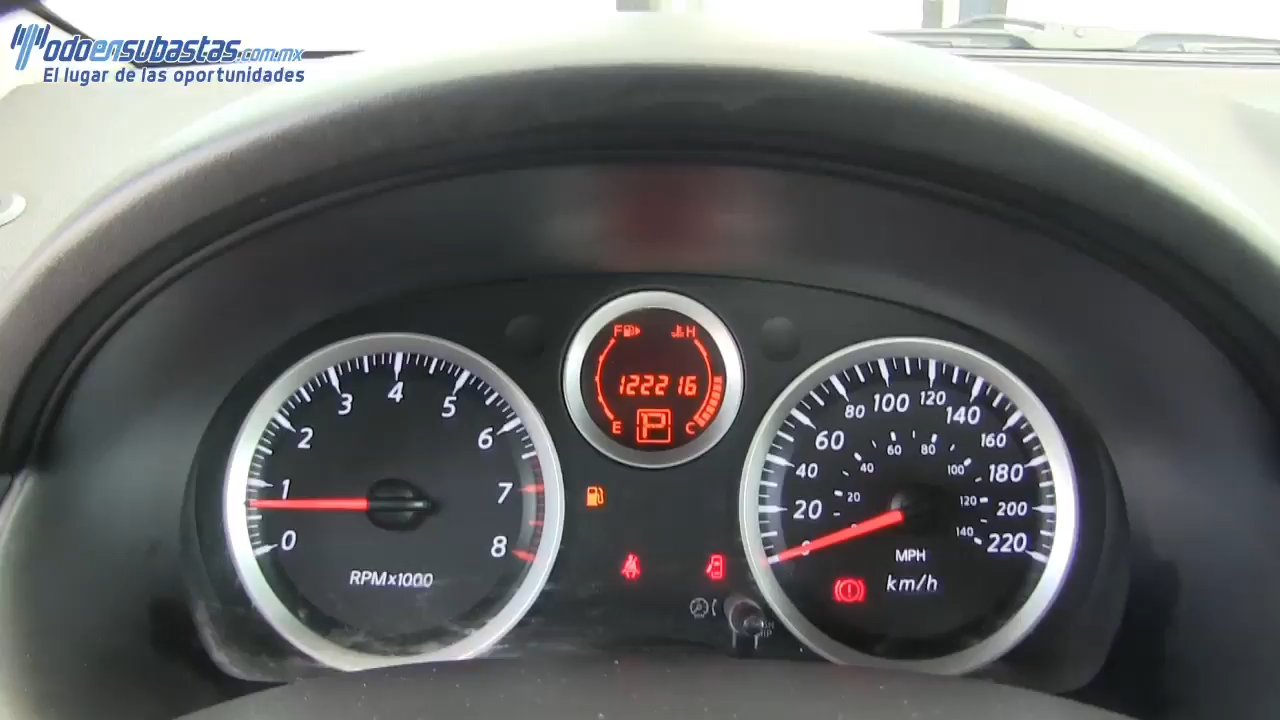 Todoensubastas.com.mx
El lugar de las oportunidades
F H
122216
E P C
0 1 2 3 4 5 6 7 8
RPMx1000
0 20 40 60 80 100 120 140 160 180 200 220
20 40 60 80 100 120 140
MPH
km/h